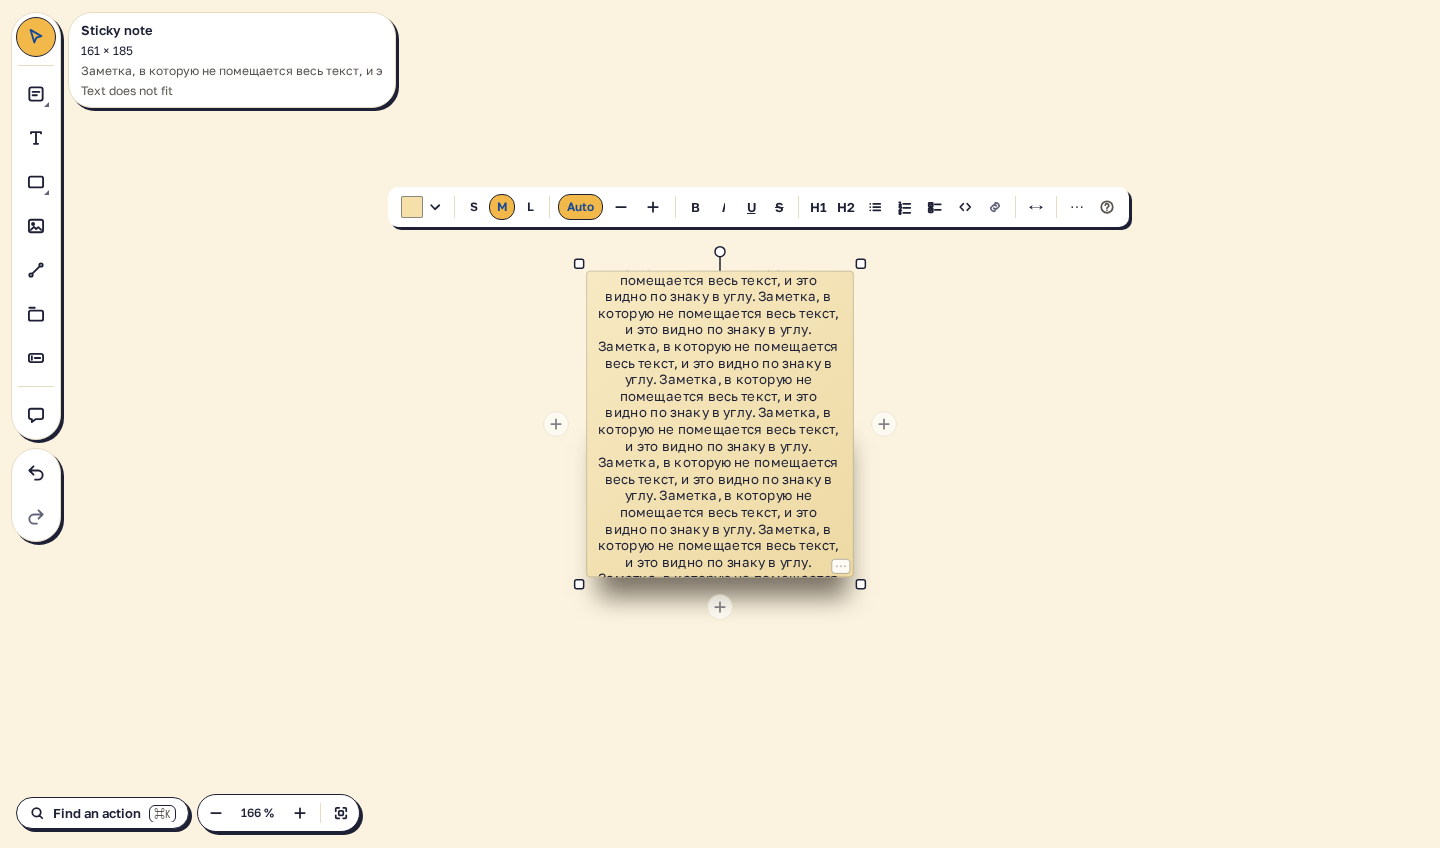 Sticky note
161 × 185
Заметка, в которую не помещается весь текст, и э
Text does not fit
S M L Auto B I U S H1 H2
помещается весь текст, и это
видно по знаку в углу. Заметка, в
которую не помещается весь текст,
и это видно по знаку в углу.
Заметка, в которую не помещается
весь текст, и это видно по знаку в
углу. Заметка, в которую не
помещается весь текст, и это
видно по знаку в углу. Заметка, в
которую не помещается весь текст,
и это видно по знаку в углу.
Заметка, в которую не помещается
весь текст, и это видно по знаку в
углу. Заметка, в которую не
помещается весь текст, и это
видно по знаку в углу. Заметка, в
которую не помещается весь текст,
и это видно по знаку в углу.
Заметка, в которую не помещается
Find an action ⌘K
166 %